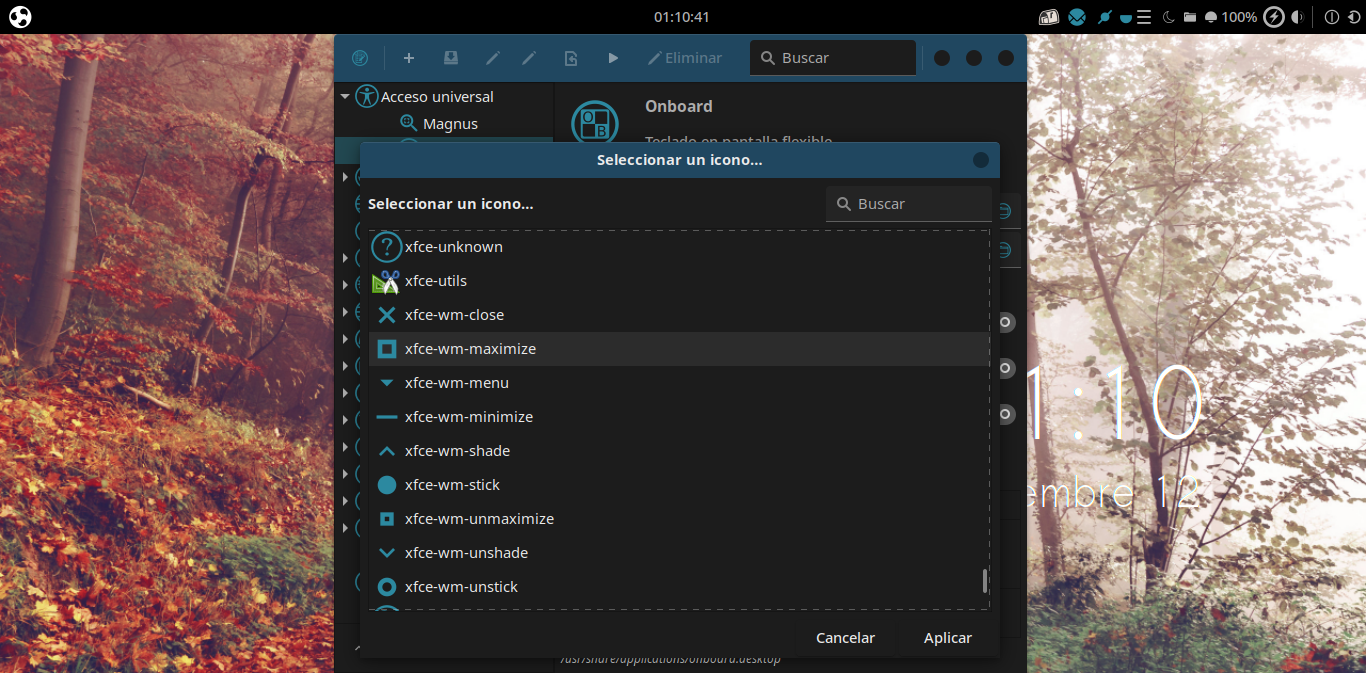 01:10:41
100%
Eliminar
Buscar
Acceso universal
Magnus
Onboard
Teclado en pantalla flexible
Seleccionar un icono...
Seleccionar un icono...
Buscar
xfce-unknown
xfce-utils
xfce-wm-close
xfce-wm-maximize
xfce-wm-menu
xfce-wm-minimize
xfce-wm-shade
xfce-wm-stick
xfce-wm-unmaximize
xfce-wm-unshade
xfce-wm-unstick
1:10
embre 12
Cancelar
Aplicar
/usr/share/applications/onboard.desktop